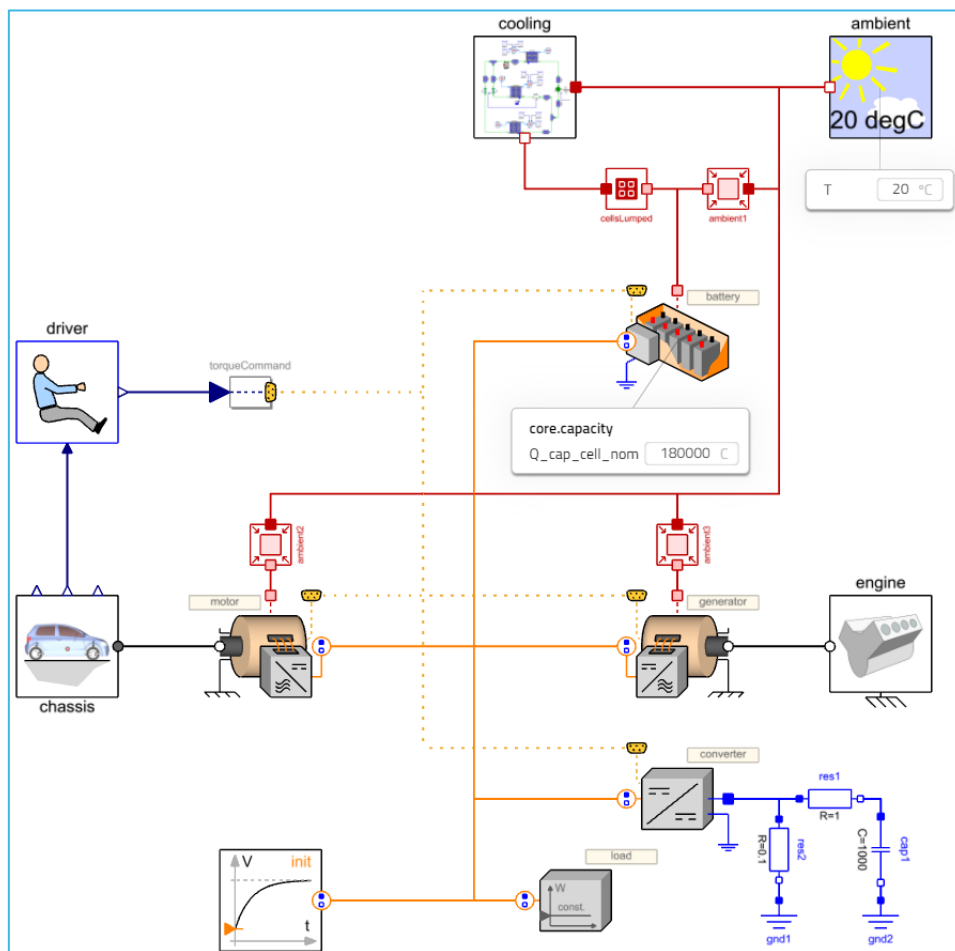 cooling
ambient
20 degC
T 20 °C
cellsLumped
ambient1
battery
driver
torqueCommand
core.capacity
Q_cap_cell_nom 180000 C
ambient2
ambient3
motor
generator
engine
chassis
converter
res1
R=1
R=0.1
res2
C=1000
cap1
V init
t
load
W
const.
gnd1
gnd2